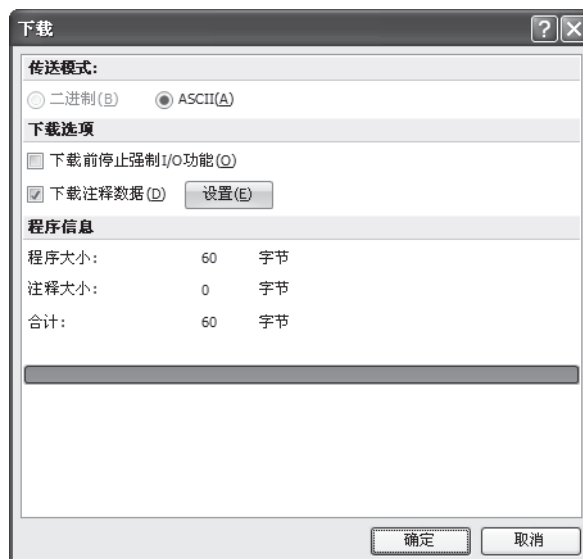 下载
传送模式:
二进制(B) ASCII(A)
下载选项
下载前停止强制I/O功能(O)
下载注释数据(D) 设置(E)
程序信息
程序大小: 60 字节
注释大小: 0 字节
合计: 60 字节
确定 取消